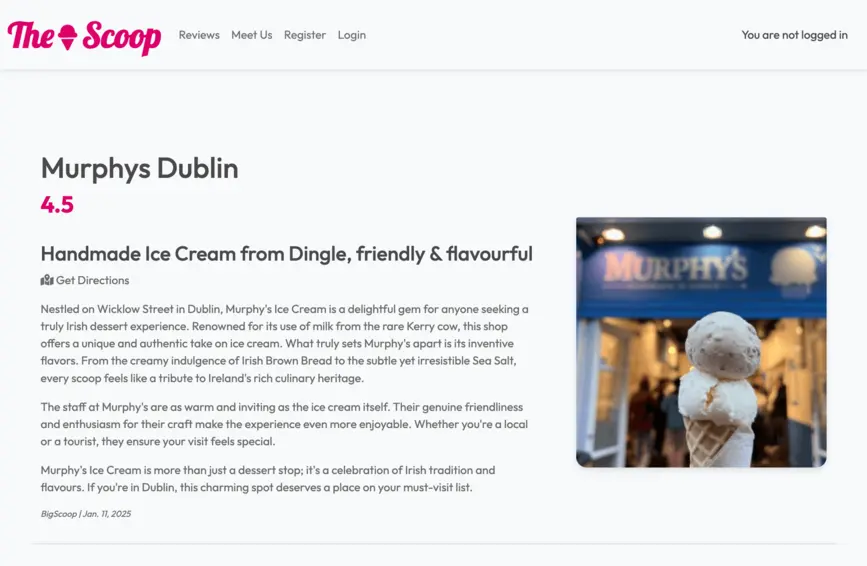 The Scoop
Reviews Meet Us Register Login
You are not logged in
Murphys Dublin
4.5
Handmade Ice Cream from Dingle, friendly & flavourful
Get Directions
Nestled on Wicklow Street in Dublin, Murphy's Ice Cream is a delightful gem for anyone seeking a
truly Irish dessert experience. Renowned for its use of milk from the rare Kerry cow, this shop
offers a unique and authentic take on ice cream. What truly sets Murphy's apart is its inventive
flavors. From the creamy indulgence of Irish Brown Bread to the subtle yet irresistible Sea Salt,
every scoop feels like a tribute to Ireland's rich culinary heritage.
The staff at Murphy's are as warm and inviting as the ice cream itself. Their genuine friendliness
and enthusiasm for their craft make the experience even more enjoyable. Whether you're a local
or a tourist, they ensure your visit feels special.
Murphy's Ice Cream is more than just a dessert stop; it's a celebration of Irish tradition and
flavours. If you're in Dublin, this charming spot deserves a place on your must-visit list.
BigScoop | Jan. 11, 2025
MURPHY'S